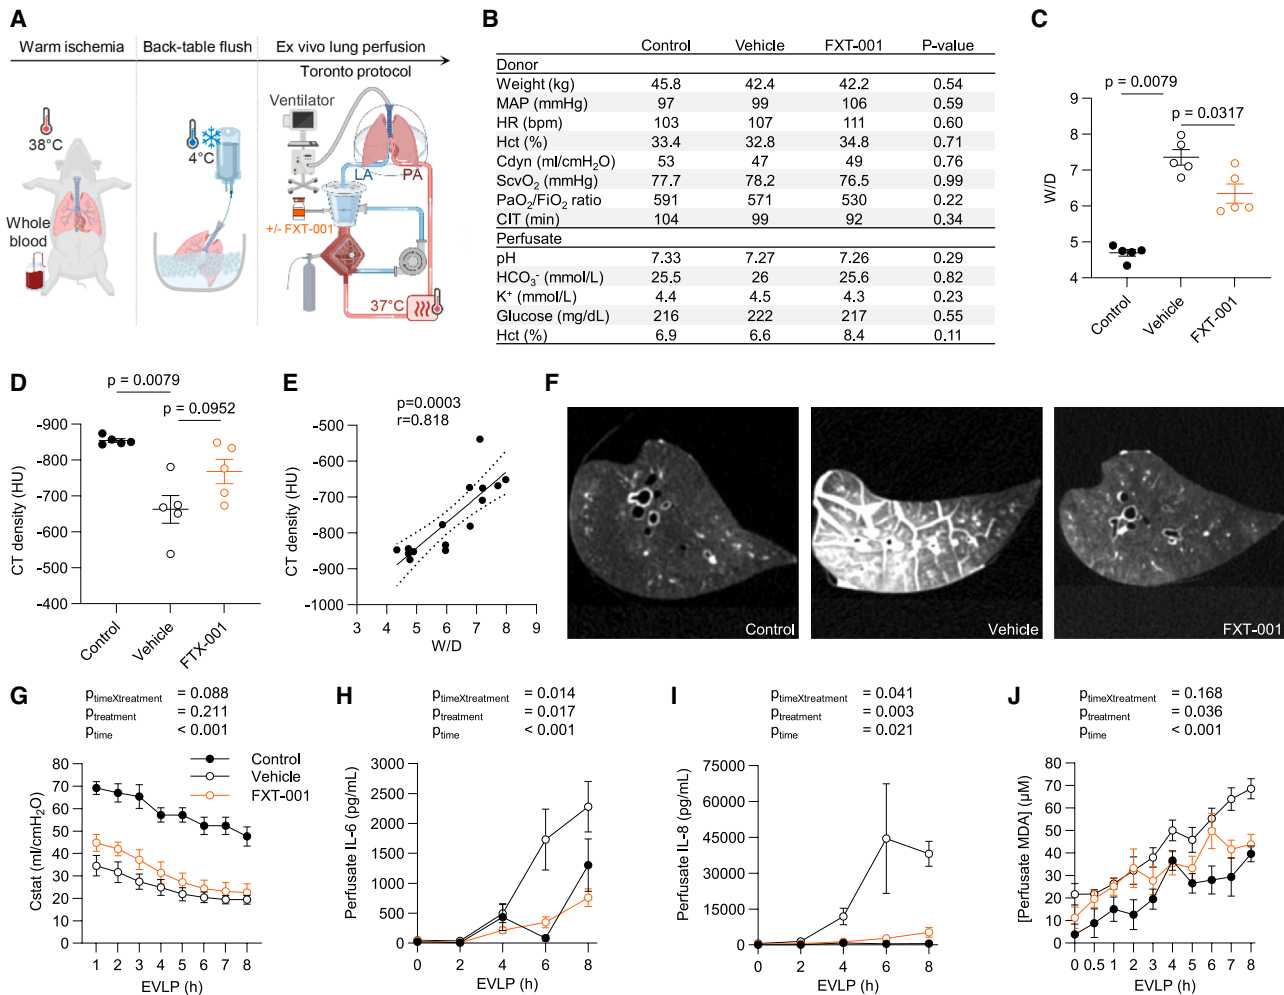 A
Warm ischemia
Back-table flush
Ex vivo lung perfusion
Toronto protocol
Ventilator
38°C
4°C
LA
PA
Whole
blood
+/- FXT-001
37°C
B
Control Vehicle FXT-001 P-value
Donor
Weight (kg) 45.8 42.4 42.2 0.54
MAP (mmHg) 97 99 106 0.59
HR (bpm) 103 107 111 0.60
Hct (%) 33.4 32.8 34.8 0.71
Cdyn (ml/cmH₂O) 53 47 49 0.76
ScvO₂ (mmHg) 77.7 78.2 76.5 0.99
PaO₂/FiO₂ ratio 591 571 530 0.22
CIT (min) 104 99 92 0.34
Perfusate
pH 7.33 7.27 7.26 0.29
HCO₃⁻ (mmol/L) 25.5 26 25.6 0.82
K⁺ (mmol/L) 4.4 4.5 4.3 0.23
Glucose (mg/dL) 216 222 217 0.55
Hct (%) 6.9 6.6 8.4 0.11
C
p = 0.0079
p = 0.0317
W/D
9
8
7
6
5
4
Control
Vehicle
FXT-001
D
p = 0.0079
p = 0.0952
CT density (HU)
-900
-800
-700
-600
-500
-400
Control
Vehicle
FTX-001
E
p=0.0003
r=0.818
CT density (HU)
-500
-600
-700
-800
-900
-1000
3 4 5 6 7 8 9
W/D
F
Control
Vehicle
FXT-001
G
p timeXtreatment = 0.088
p treatment = 0.211
p time < 0.001
Control
Vehicle
FXT-001
Cstat (ml/cmH₂O)
80
70
60
50
40
30
20
10
0
1 2 3 4 5 6 7 8
EVLP (h)
H
p timeXtreatment = 0.014
p treatment = 0.017
p time < 0.001
Perfusate IL-6 (pg/mL)
3000
2500
2000
1500
1000
500
0
0 2 4 6 8
EVLP (h)
I
p timeXtreatment = 0.041
p treatment = 0.003
p time = 0.021
Perfusate IL-8 (pg/mL)
75000
60000
45000
30000
15000
0
0 2 4 6 8
EVLP (h)
J
p timeXtreatment = 0.168
p treatment = 0.036
p time < 0.001
[Perfusate MDA] (µM)
80
70
60
50
40
30
20
10
0
0 0.5 1 2 3 4 5 6 7 8
EVLP (h)